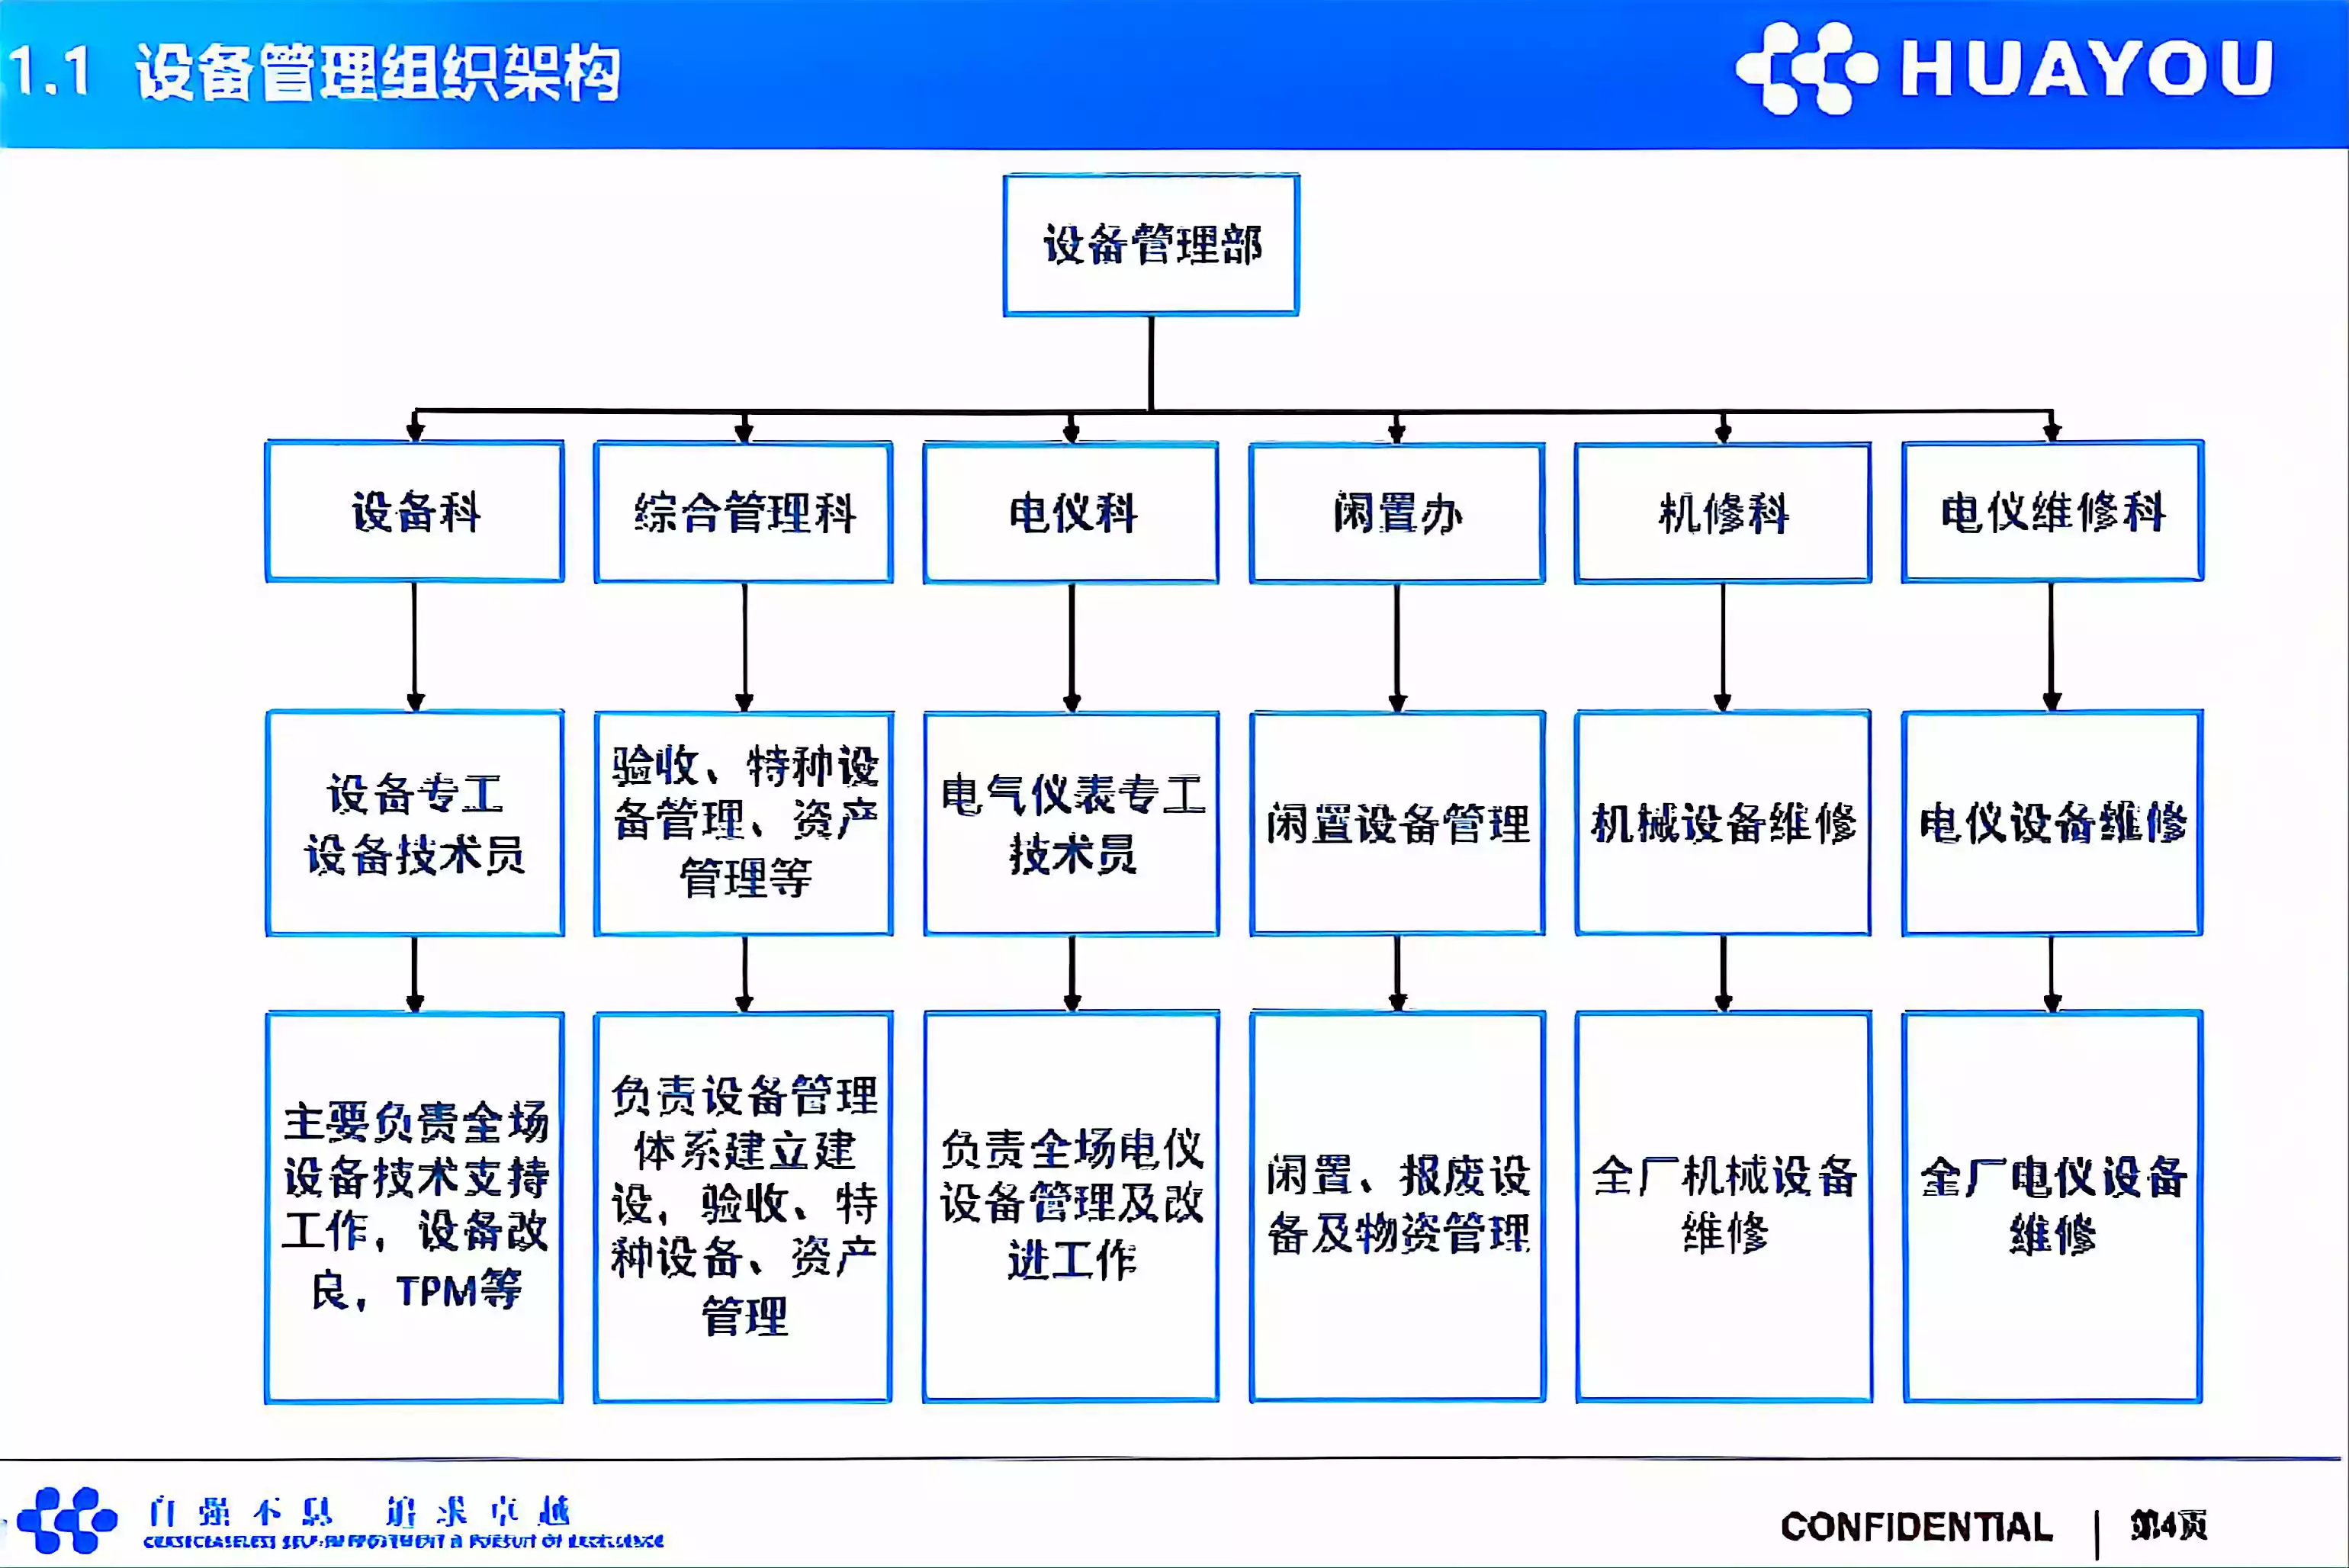 1.1 设备管理组织架构
HUAYOU
设备管理部
设备科
综合管理科
电仪科
闲置办
机修科
电仪维修科
设备专工
设备技术员
验收、特种设
备管理、资产
管理等
电气仪表专工
技术员
闲置设备管理
机械设备维修
电仪设备维修
主要负责全场
设备技术支持
工作，设备改
良，TPM等
负责设备管理
体系建立建
设，验收、特
种设备、资产
管理
负责全场电仪
设备管理及改
进工作
闲置、报废设
备及物资管理
全厂机械设备
维修
全厂电仪设备
维修
自强不息 追求卓越
SELF-IMPROVEMENT & PURSUIT OF EXCELLENCE
CONFIDENTIAL
第4页